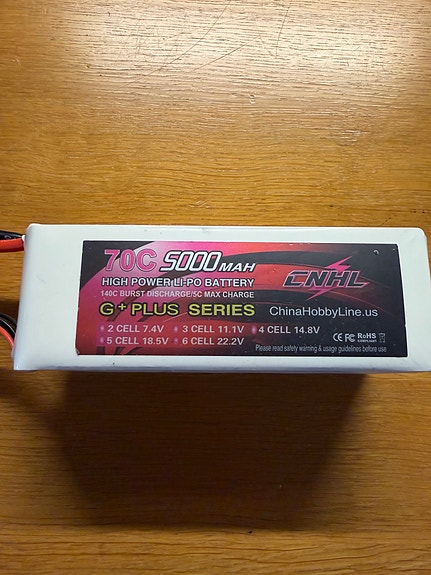 70C 5000MAH
HIGH POWER LI-PO BATTERY
140C BURST DISCHARGE/5C MAX CHARGE
G+PLUS SERIES
2 CELL 7.4V 3 CELL 11.1V 4 CELL 14.8V
5 CELL 18.5V 6 CELL 22.2V
CNHL
ChinaHobbyLine.us
CE FC RoHS
COMPLIANT
Please read safety warning & usage guidelines before use